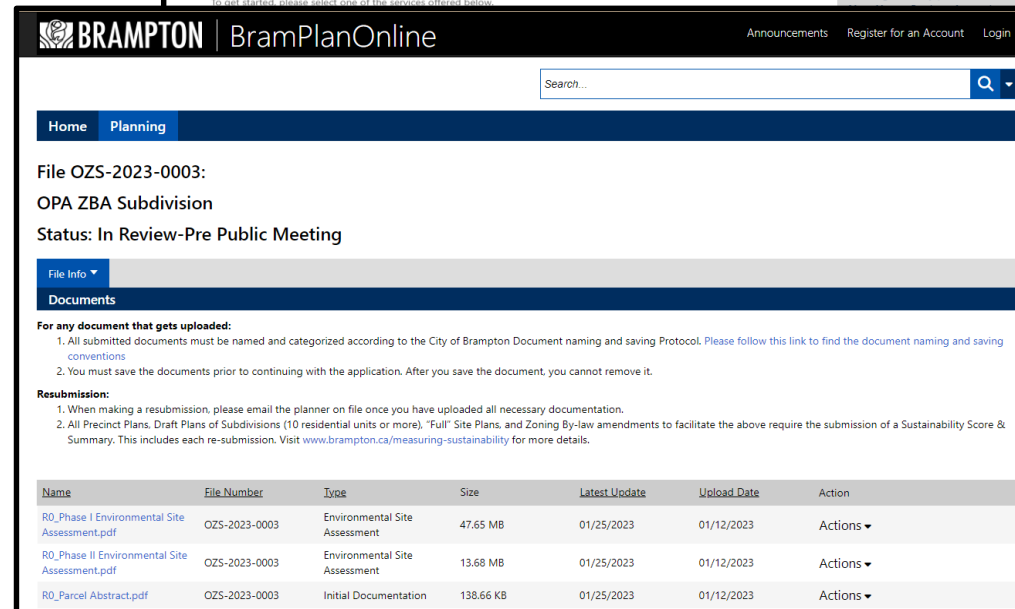 To get started, please select one of the services offered below.
BRAMPTON | BramPlanOnline
Announcements Register for an Account Login
Search...
Home Planning
File OZS-2023-0003:
OPA ZBA Subdivision
Status: In Review-Pre Public Meeting
File Info
Documents
For any document that gets uploaded:
1. All submitted documents must be named and categorized according to the City of Brampton Document naming and saving Protocol. Please follow this link to find the document naming and saving
conventions
2. You must save the documents prior to continuing with the application. After you save the document, you cannot remove it.
Resubmission:
1. When making a resubmission, please email the planner on file once you have uploaded all necessary documentation.
2. All Precinct Plans, Draft Plans of Subdivisions (10 residential units or more), "Full" Site Plans, and Zoning By-law amendments to facilitate the above require the submission of a Sustainability Score &
Summary. This includes each re-submission. Visit www.brampton.ca/measuring-sustainability for more details.
Name File Number Type Size Latest Update Upload Date Action
R0_Phase I Environmental Site
Assessment.pdf
OZS-2023-0003
Environmental Site
Assessment
47.65 MB 01/25/2023 01/12/2023 Actions
R0_Phase II Environmental Site
Assessment.pdf
OZS-2023-0003
Environmental Site
Assessment
13.68 MB 01/25/2023 01/12/2023 Actions
R0_Parcel Abstract.pdf OZS-2023-0003 Initial Documentation 138.66 KB 01/25/2023 01/12/2023 Actions